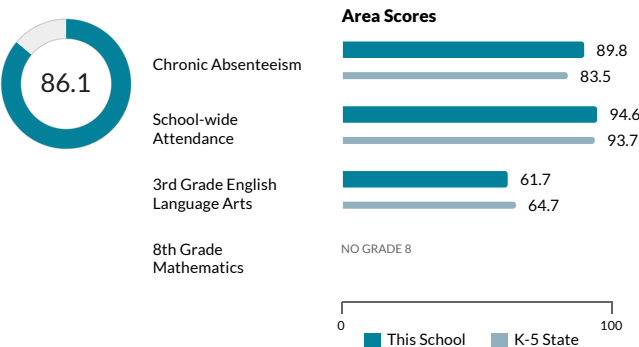 Area Scores
86.1
Chronic Absenteeism
89.8
83.5
School-wide
Attendance
94.6
93.7
3rd Grade English
Language Arts
61.7
64.7
8th Grade
Mathematics
NO GRADE 8
0
100
This School
K-5 State